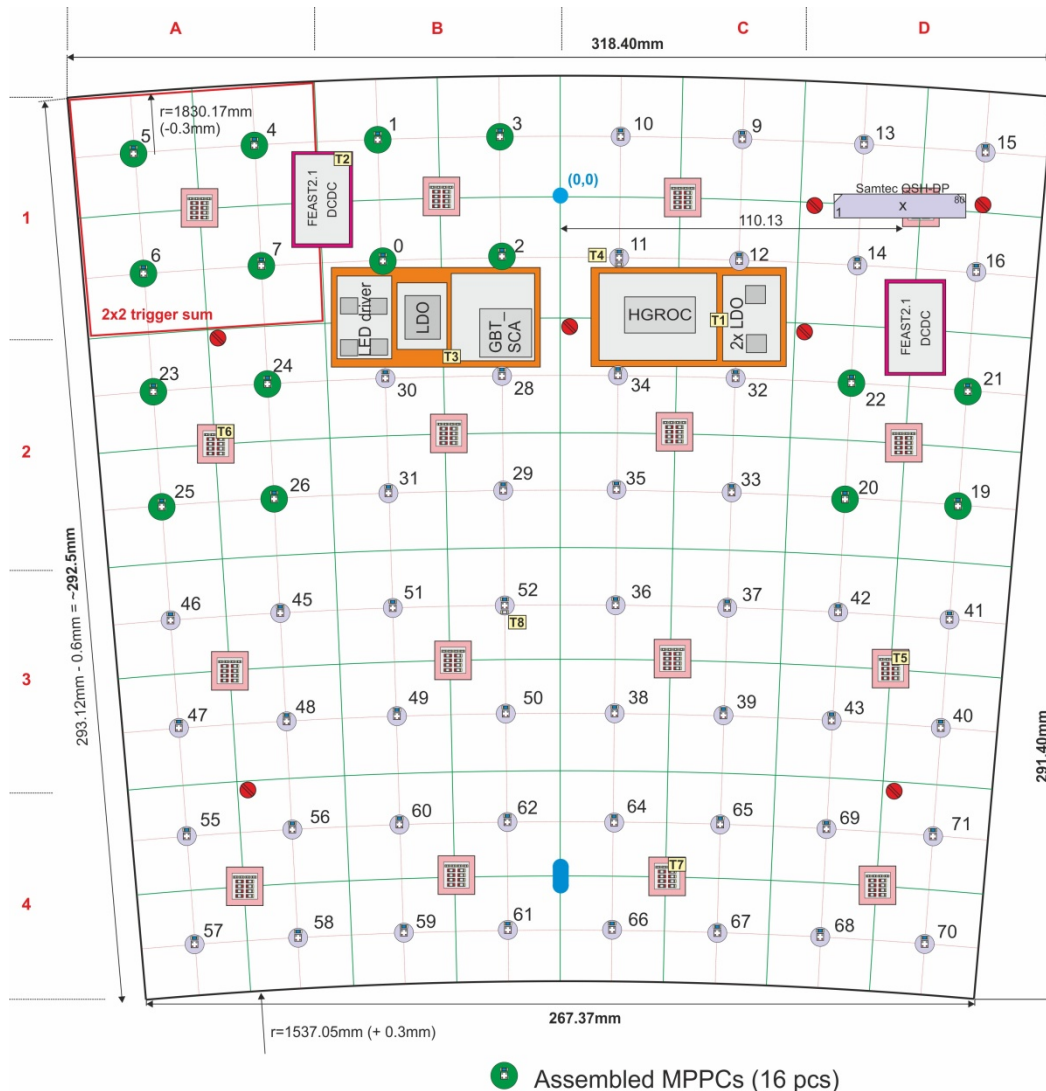 A B C D
318.40mm
r=1830.17mm
(-0.3mm)
5 4 1 3 10 9 13 15
T2
FEAST2.1
DCDC
(0,0)
Samtec QSH-DP
1 X 80
1
110.13
6 7 0 2 T4 11 12 14 16
2x2 trigger sum
LED driver
LDO
GBT_
SCA
T3
HGROC
T1
2x LDO
FEAST2.1
DCDC
23 24 30 28 34 32 22 21
2
T6
25 26 31 29 35 33 20 19
293.12mm - 0.6mm = ~292.5mm
46 45 51 52 36 37 42 41
T8
3
T5
47 48 49 50 38 39 43 40
291.40mm
55 56 60 62 64 65 69 71
T7
4
57 58 59 61 66 67 68 70
267.37mm
r=1537.05mm (+ 0.3mm)
Assembled MPPCs (16 pcs)